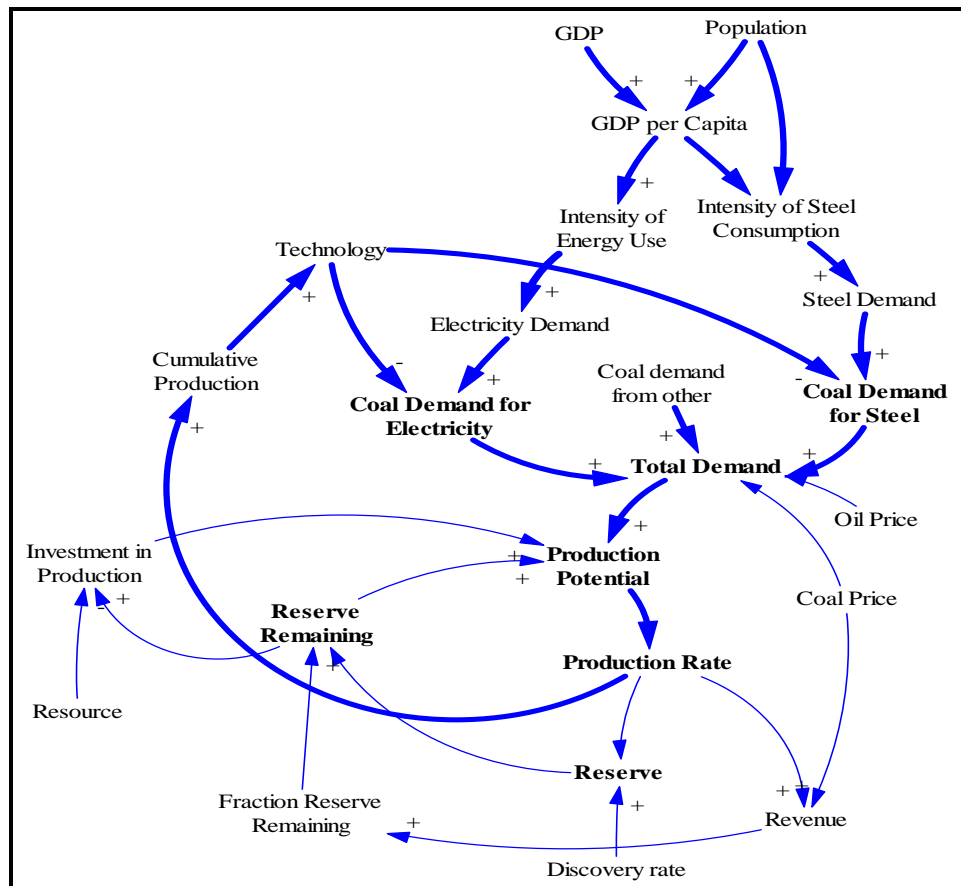 GDP
Population
+
+
GDP per Capita
+
Intensity of
Energy Use
Intensity of Steel
Consumption
Technology
+
+
+
Steel Demand
Electricity Demand
Cumulative
Production
+
-
+
+
-
Coal demand
from other
Coal Demand for
Electricity
Coal Demand
for Steel
+
+
+
+
Total Demand
Oil Price
+
Investment in
Production
Production
Potential
+
+
Coal Price
+
-
Reserve
Remaining
+
Production Rate
Resource
Reserve
Fraction Reserve
Remaining
+
+
+
+
Revenue
Discovery rate